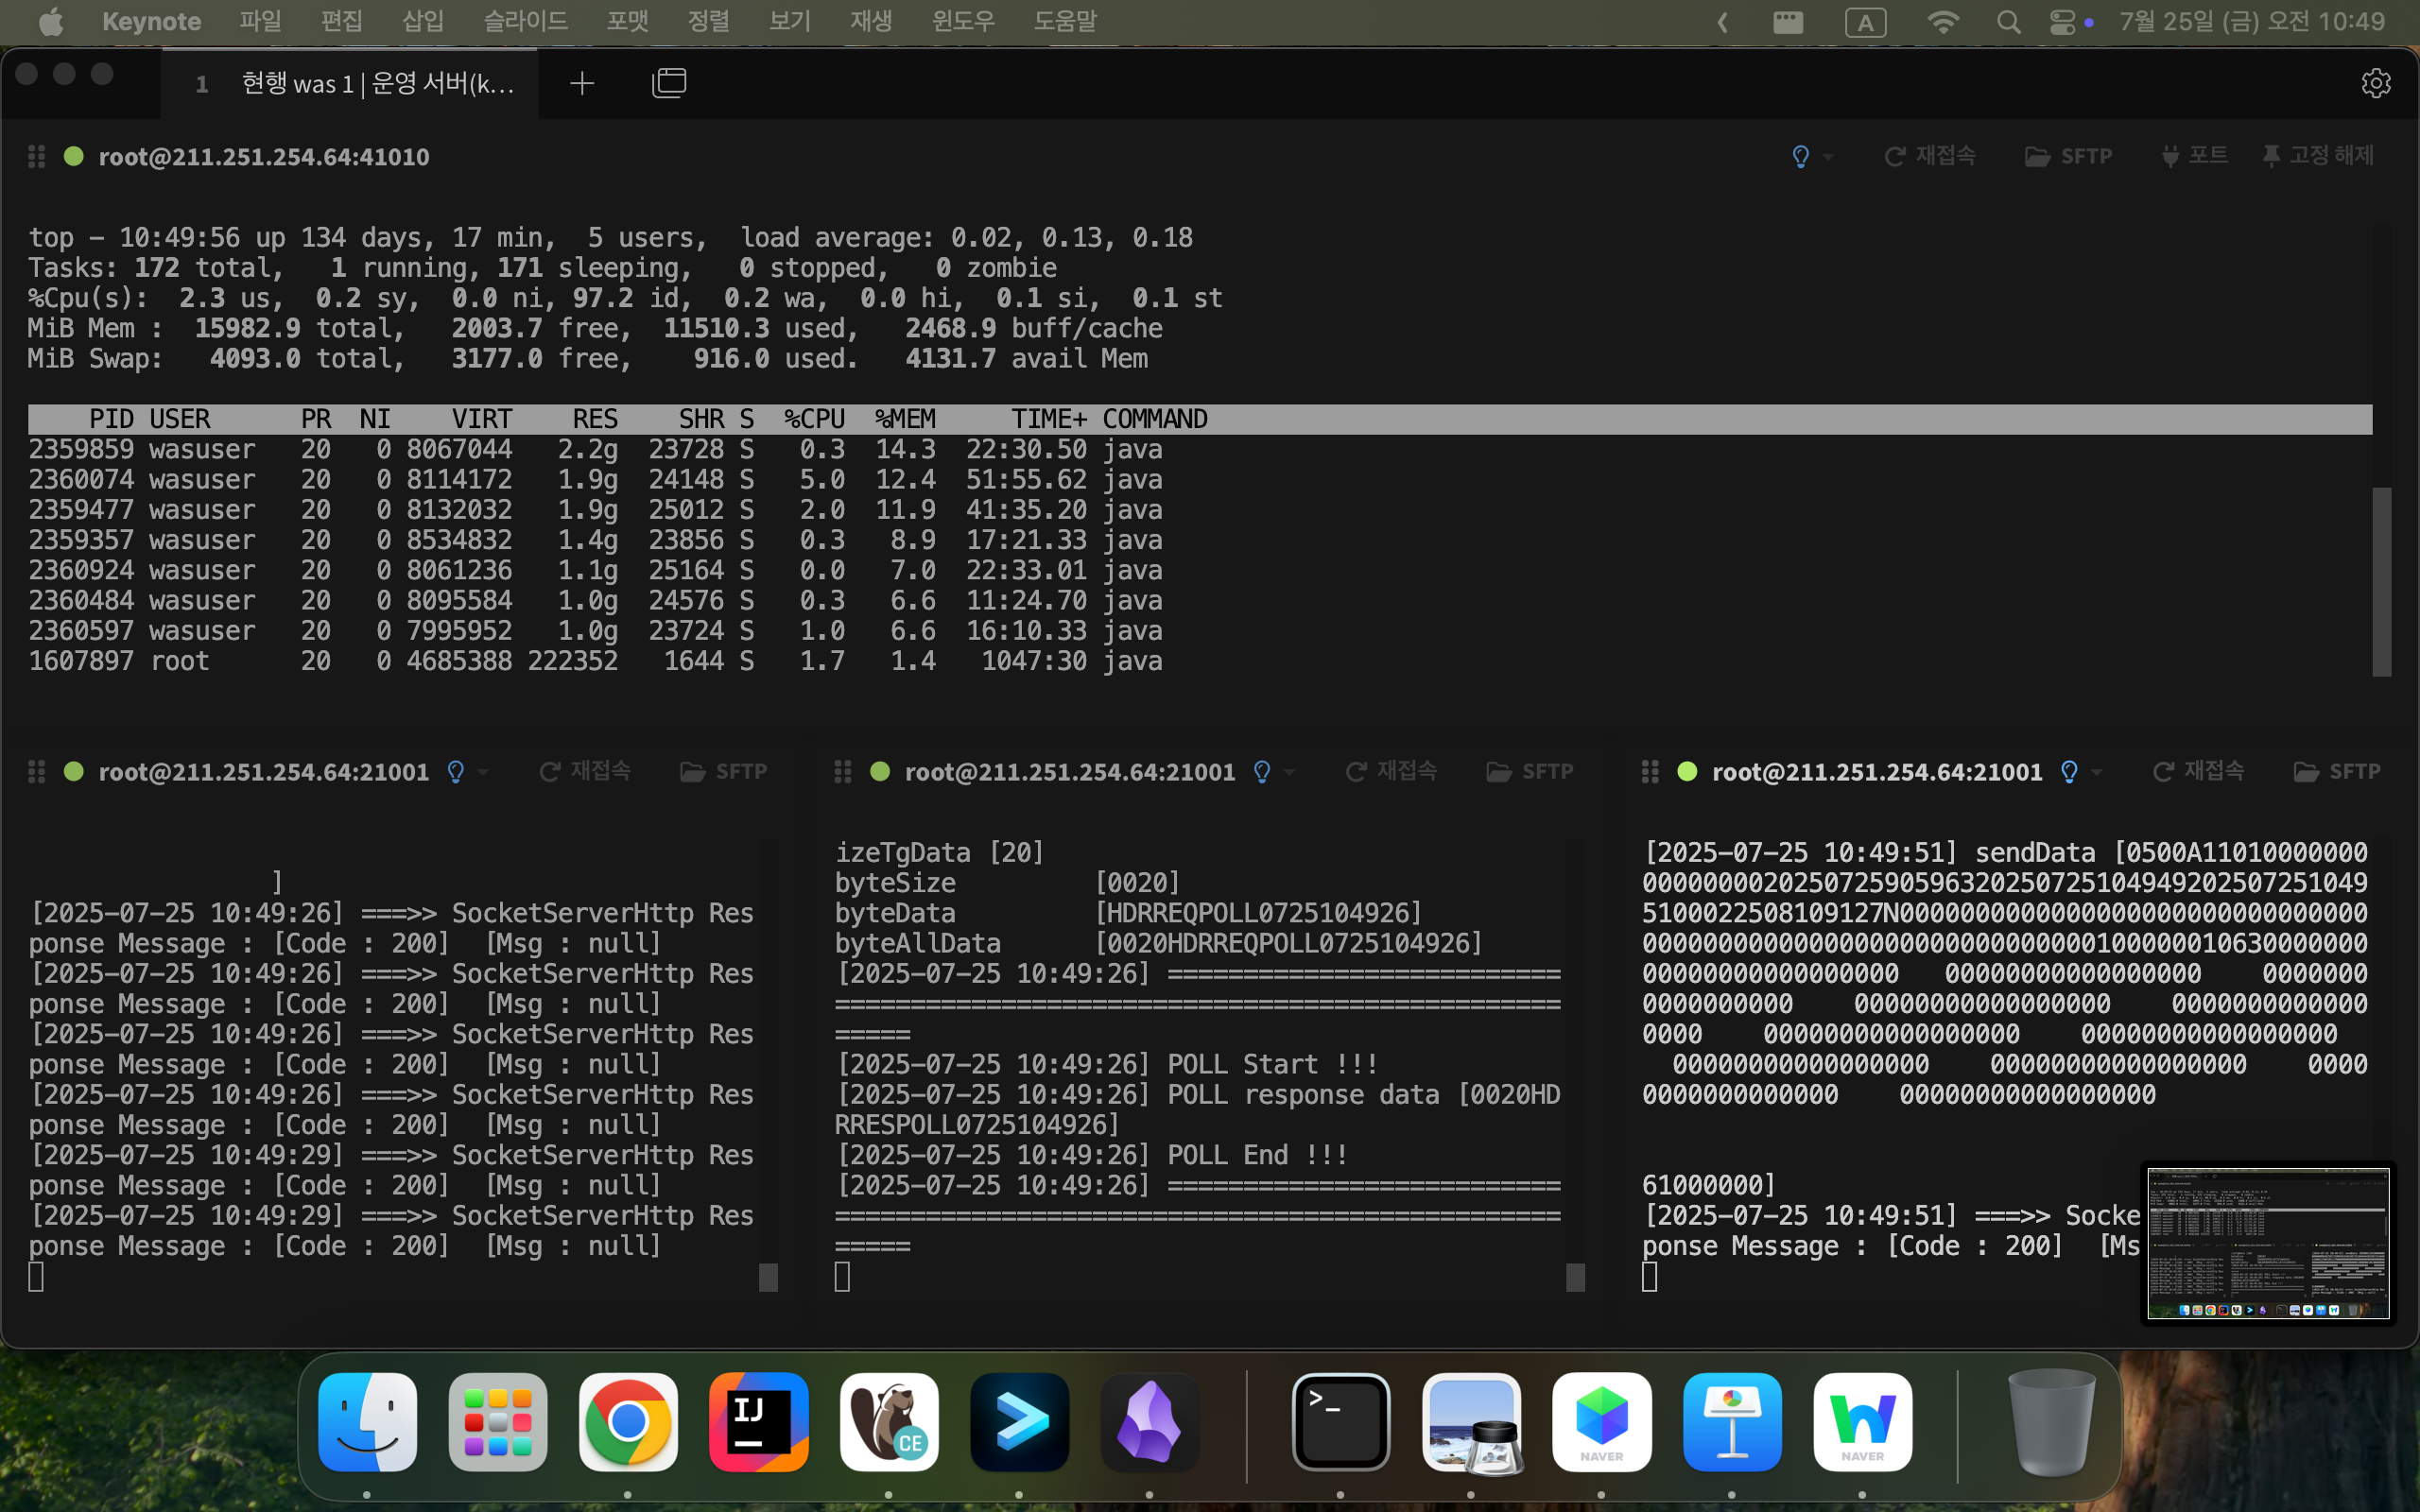 Keynote 파일 편집 삽입 슬라이드 포맷 정렬 보기 재생 윈도우 도움말 A 7월 25일 (금) 오전 10:49
1 현행 was 1 | 운영 서버(k...
root@211.251.254.64:41010 재접속 SFTP 포트 고정 해제
top - 10:49:56 up 134 days, 17 min,  5 users,  load average: 0.02, 0.13, 0.18
Tasks: 172 total,   1 running, 171 sleeping,   0 stopped,   0 zombie
%Cpu(s):  2.3 us,  0.2 sy,  0.0 ni, 97.2 id,  0.2 wa,  0.0 hi,  0.1 si,  0.1 st
MiB Mem :  15982.9 total,   2003.7 free,  11510.3 used,   2468.9 buff/cache
MiB Swap:   4093.0 total,   3177.0 free,    916.0 used.   4131.7 avail Mem
PID USER      PR  NI    VIRT    RES    SHR S  %CPU  %MEM     TIME+ COMMAND
2359859 wasuser   20   0 8067044   2.2g  23728 S   0.3  14.3  22:30.50 java
2360074 wasuser   20   0 8114172   1.9g  24148 S   5.0  12.4  51:55.62 java
2359477 wasuser   20   0 8132032   1.9g  25012 S   2.0  11.9  41:35.20 java
2359357 wasuser   20   0 8534832   1.4g  23856 S   0.3   8.9  17:21.33 java
2360924 wasuser   20   0 8061236   1.1g  25164 S   0.0   7.0  22:33.01 java
2360484 wasuser   20   0 8095584   1.0g  24576 S   0.3   6.6  11:24.70 java
2360597 wasuser   20   0 7995952   1.0g  23724 S   1.0   6.6  16:10.33 java
1607897 root      20   0 4685388 222352   1644 S   1.7   1.4   1047:30 java
root@211.251.254.64:21001 재접속 SFTP
]
[2025-07-25 10:49:26] ===>> SocketServerHttp Res
ponse Message : [Code : 200]  [Msg : null]
[2025-07-25 10:49:26] ===>> SocketServerHttp Res
ponse Message : [Code : 200]  [Msg : null]
[2025-07-25 10:49:26] ===>> SocketServerHttp Res
ponse Message : [Code : 200]  [Msg : null]
[2025-07-25 10:49:26] ===>> SocketServerHttp Res
ponse Message : [Code : 200]  [Msg : null]
[2025-07-25 10:49:29] ===>> SocketServerHttp Res
ponse Message : [Code : 200]  [Msg : null]
[2025-07-25 10:49:29] ===>> SocketServerHttp Res
ponse Message : [Code : 200]  [Msg : null]
root@211.251.254.64:21001 재접속 SFTP
izeTgData [20]
byteSize         [0020]
byteData         [HDRREQPOLL0725104926]
byteAllData      [0020HDRREQPOLL0725104926]
[2025-07-25 10:49:26] ==========================
================================================
=====
[2025-07-25 10:49:26] POLL Start !!!
[2025-07-25 10:49:26] POLL response data [0020HD
RRESPOLL0725104926]
[2025-07-25 10:49:26] POLL End !!!
[2025-07-25 10:49:26] ==========================
================================================
=====
root@211.251.254.64:21001 재접속 SFTP
[2025-07-25 10:49:51] sendData [0500A11010000000
000000002025072590596320250725104949202507251049
5100022508109127N0000000000000000000000000000000
000000000000000000000000000000100000010630000000
00000000000000000   00000000000000000    0000000
0000000000    00000000000000000    0000000000000
0000    00000000000000000    00000000000000000
00000000000000000    00000000000000000    0000
0000000000000    00000000000000000
61000000]
[2025-07-25 10:49:51] ===>> Socke
ponse Message : [Code : 200]  [Ms
IJ
CE
>_
NAVER
NAVER